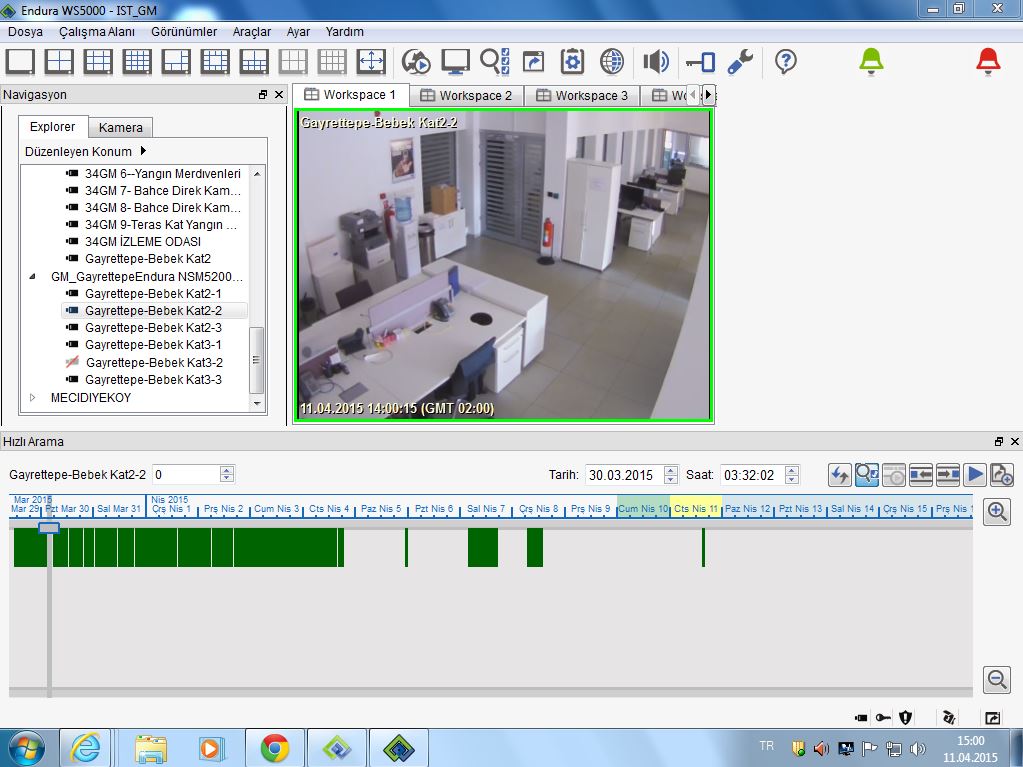 Endura WS5000 - IST_GM
Dosya Çalışma Alanı Görünümler Araçlar Ayar Yardım
Navigasyon
Workspace 1 Workspace 2 Workspace 3
Explorer Kamera
Düzenleyen Konum
34GM 6--Yangın Merdıvenleri
34GM 7- Bahce Direk Kam...
34GM 8- Bahce Direk Kam...
34GM 9-Teras Kat Yangın ...
34GM İZLEME ODASI
Gayrettepe-Bebek Kat2
GM_GayrettepeEndura NSM5200...
Gayrettepe-Bebek Kat2-1
Gayrettepe-Bebek Kat2-2
Gayrettepe-Bebek Kat2-3
Gayrettepe-Bebek Kat3-1
Gayrettepe-Bebek Kat3-2
Gayrettepe-Bebek Kat3-3
MECIDIYEKOY
Gayrettepe-Bebek Kat2-2
11.04.2015 14:00:15 (GMT 02:00)
Hızlı Arama
Gayrettepe-Bebek Kat2-2 0 Tarih: 30.03.2015 Saat: 03:32:02
Mar 2015 Nis 2015
Mar 29 Pzt Mar 30 Sal Mar 31 Çrş Nis 1 Prş Nis 2 Cum Nis 3 Cts Nis 4 Paz Nis 5 Pzt Nis 6 Sal Nis 7 Çrş Nis 8 Prş Nis 9 Cum Nis 10 Cts Nis 11 Paz Nis 12 Pzt Nis 13 Sal Nis 14 Çrş Nis 15 Prş Nis 1
TR 15:00
11.04.2015